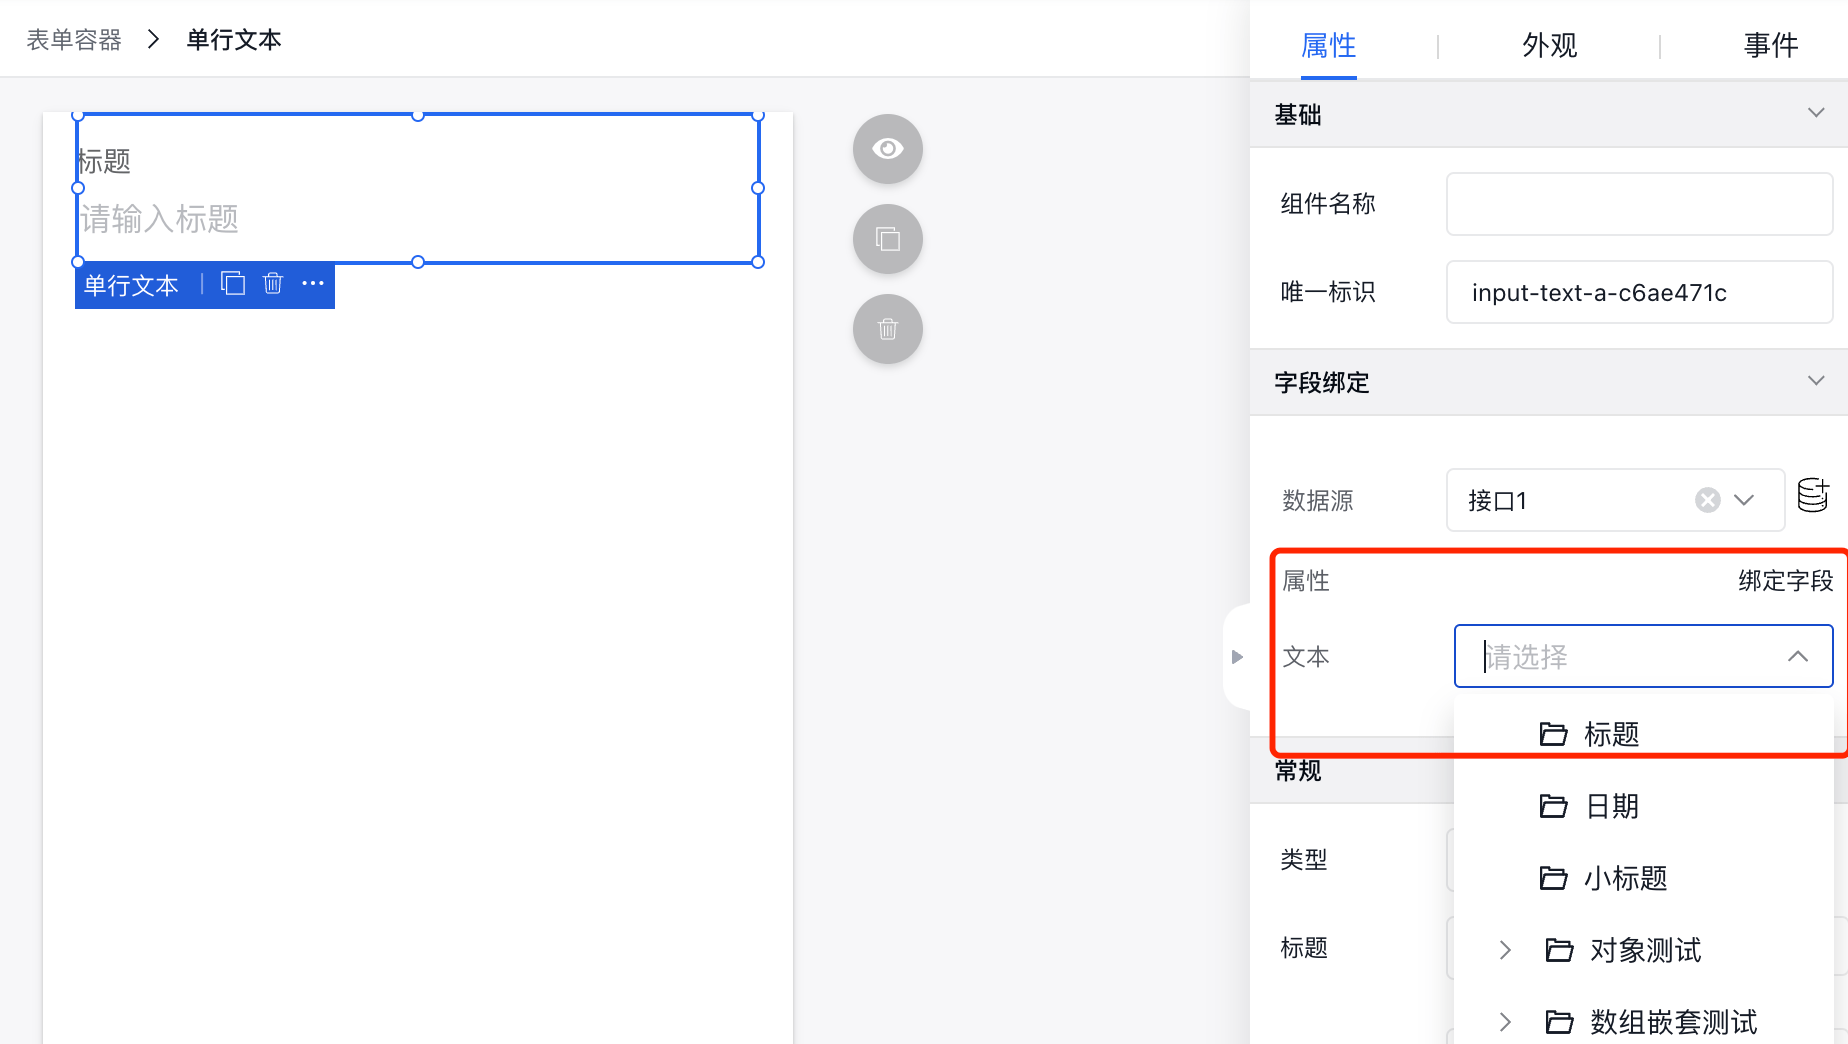 表单容器 > 单行文本
标题
请输入标题
单行文本
属性 外观 事件
基础
组件名称
唯一标识 input-text-a-c6ae471c
字段绑定
数据源 接口1
属性 绑定字段
文本 请选择
标题
日期
小标题
对象测试
数组嵌套测试
常规
类型
标题